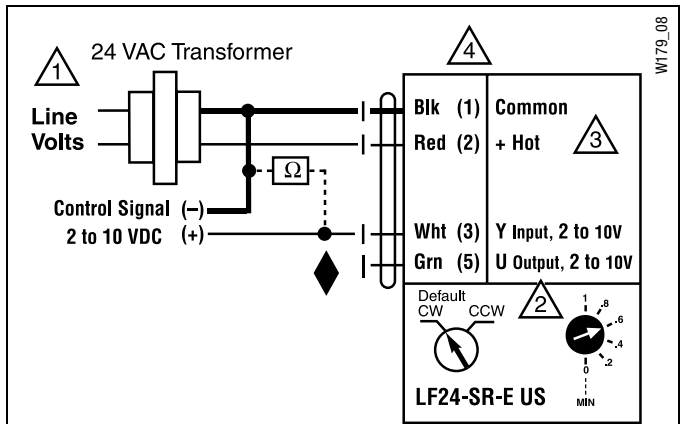 W179_08
1 24 VAC Transformer
4
Line
Volts
Blk (1) Common
Red (2) + Hot
3
Ω
Control Signal (–)
2 to 10 VDC (+)
Wht (3) Y Input, 2 to 10V
Grn (5) U Output, 2 to 10V
Default
CW CCW
2
1
.8
.6
.4
.2
0
MIN
LF24-SR-E US